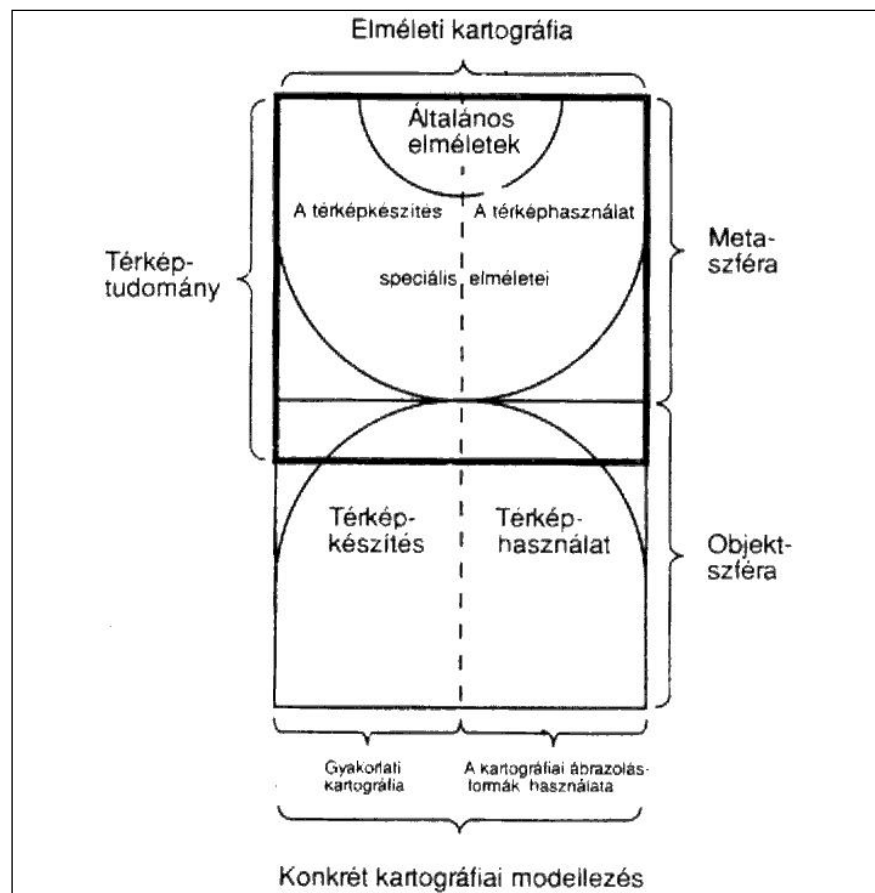 Elméleti kartográfia
Általános
elméletek
A térképkészítés
A térképhasználat
speciális elméletei
Térkép-
tudomány
Meta-
szféra
Térkép-
készítés
Térkép-
használat
Objekt-
szféra
Gyakorlati
kartográfia
A kartográfiai ábrazolás-
formák használata
Konkrét kartográfiai modellezés